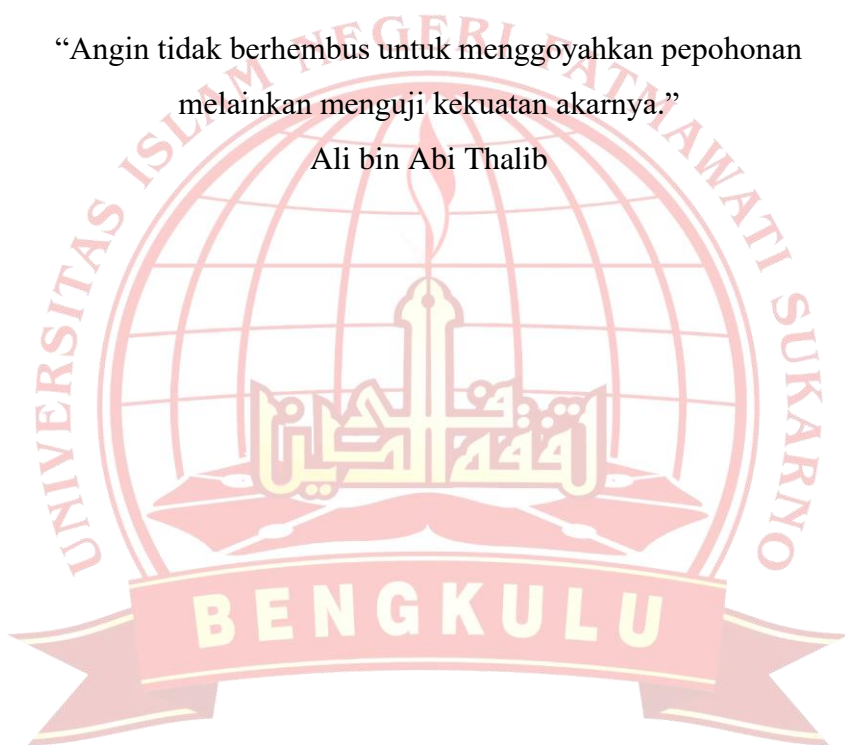 “Angin tidak berhembus untuk menggoyahkan pepohonan
melainkan menguji kekuatan akarnya.”
Ali bin Abi Thalib
UNIVERSITAS ISLAM NEGERI FATMAWATI SUKARNO
BENGKULU